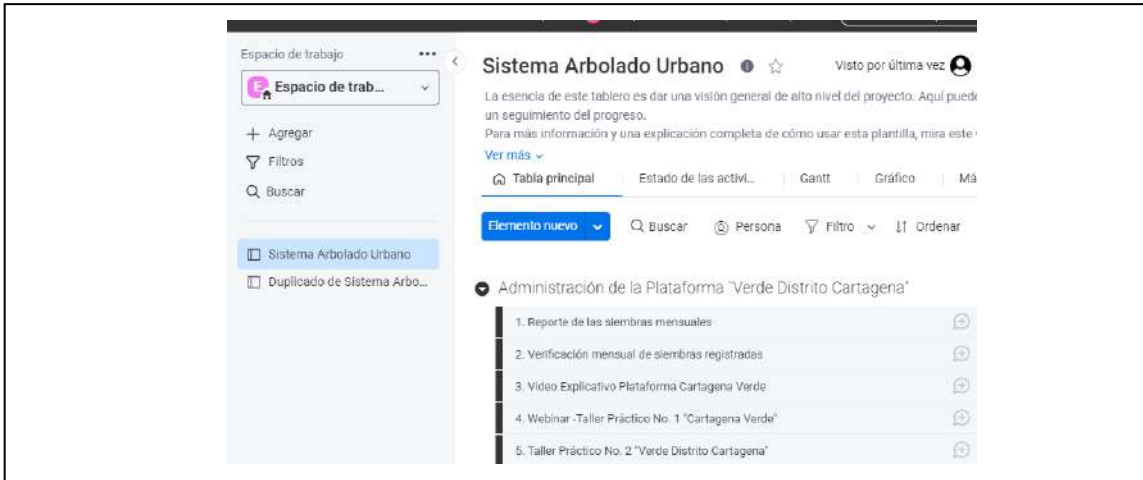 Espacio de trabajo
E Espacio de trab...
Agregar
Filtros
Buscar
Sistema Arbolado Urbano
Duplicado de Sistema Arbo...
Sistema Arbolado Urbano
Visto por última vez
La esencia de este tablero es dar una visión general de alto nivel del proyecto. Aquí puede
un seguimiento del progreso.
Para más información y una explicación completa de cómo usar esta plantilla, mira este
Ver más
Tabla principal Estado de las activi... Gantt Gráfico Má
Elemento nuevo Buscar Persona Filtro Ordenar
Administración de la Plataforma "Verde Distrito Cartagena"
1. Reporte de las siembras mensuales
2. Verificación mensual de siembras registradas
3. Video Explicativo Plataforma Cartagena Verde
4. Webinar -Taller Práctico No. 1 "Cartagena Verde"
5. Taller Práctico No. 2 "Verde Distrito Cartagena"